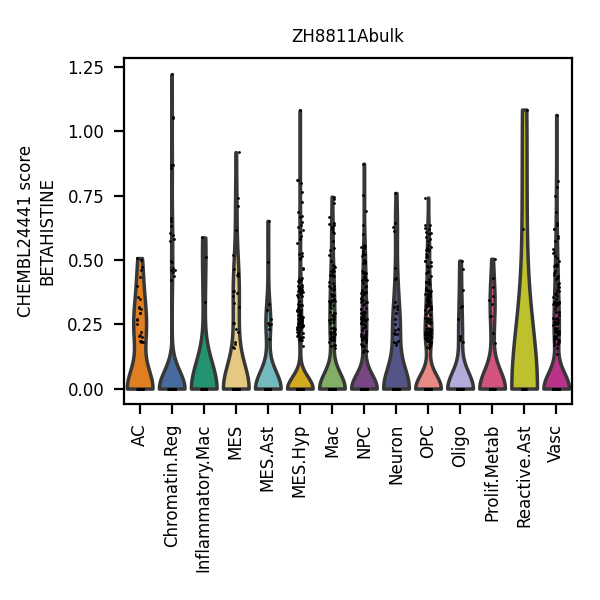 ZH8811Abulk
CHEMBL24441 score
BETAHISTINE
1.25
1.00
0.75
0.50
0.25
0.00
AC
Chromatin.Reg
Inflammatory.Mac
MES
MES.Ast
MES.Hyp
Mac
NPC
Neuron
OPC
Oligo
Prolif.Metab
Reactive.Ast
Vasc